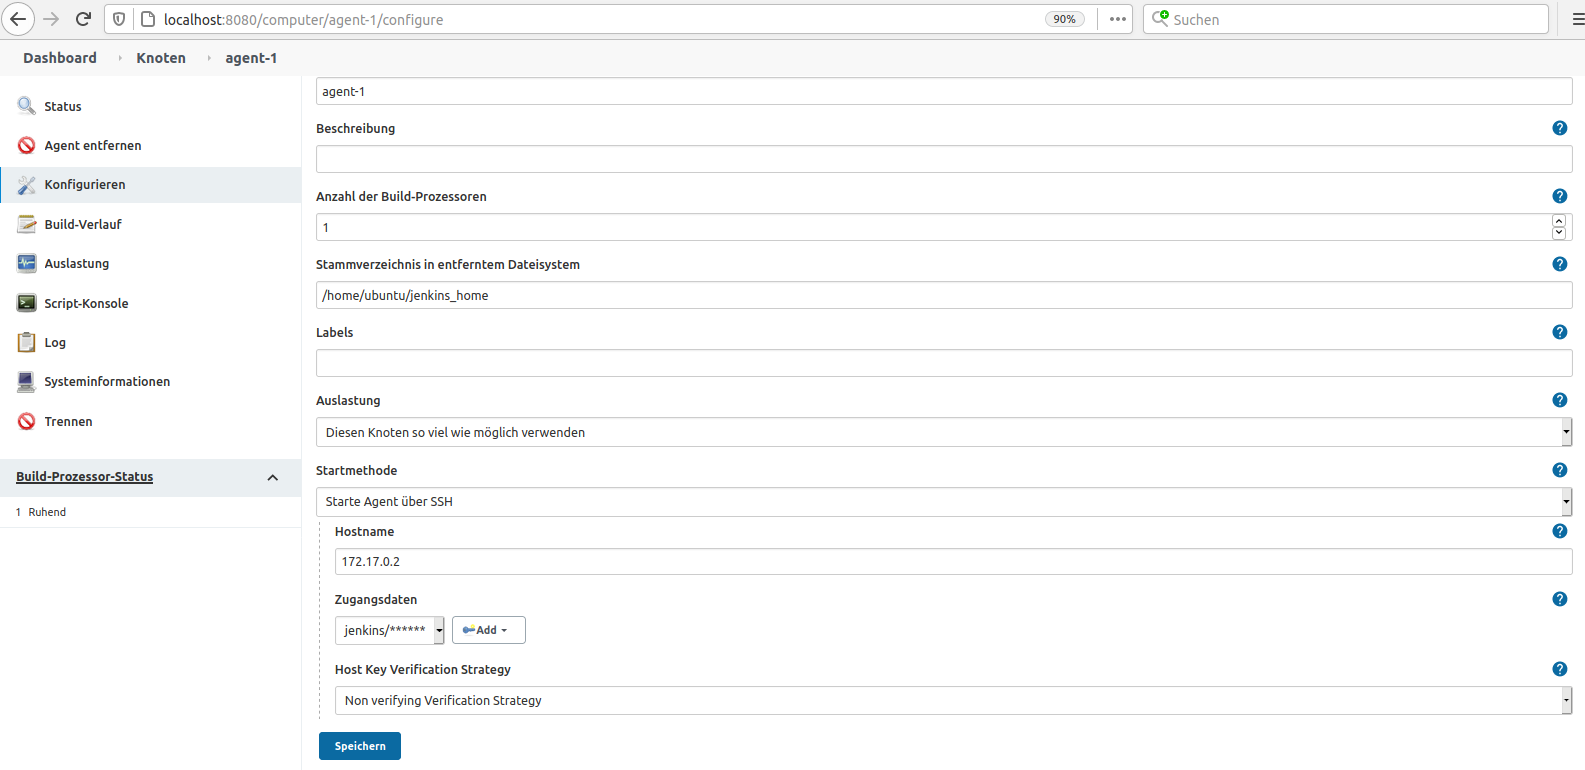 localhost:8080/computer/agent-1/configure
90%
Suchen
Dashboard
Knoten
agent-1
Status
Agent entfernen
Konfigurieren
Build-Verlauf
Auslastung
Script-Konsole
Log
Systeminformationen
Trennen
Build-Prozessor-Status
1 Ruhend
agent-1
Beschreibung
?
Anzahl der Build-Prozessoren
?
1
Stammverzeichnis in entferntem Dateisystem
?
/home/ubuntu/jenkins_home
Labels
?
Auslastung
?
Diesen Knoten so viel wie möglich verwenden
Startmethode
?
Starte Agent über SSH
Hostname
?
172.17.0.2
Zugangsdaten
?
jenkins/******
Add
Host Key Verification Strategy
?
Non verifying Verification Strategy
Speichern